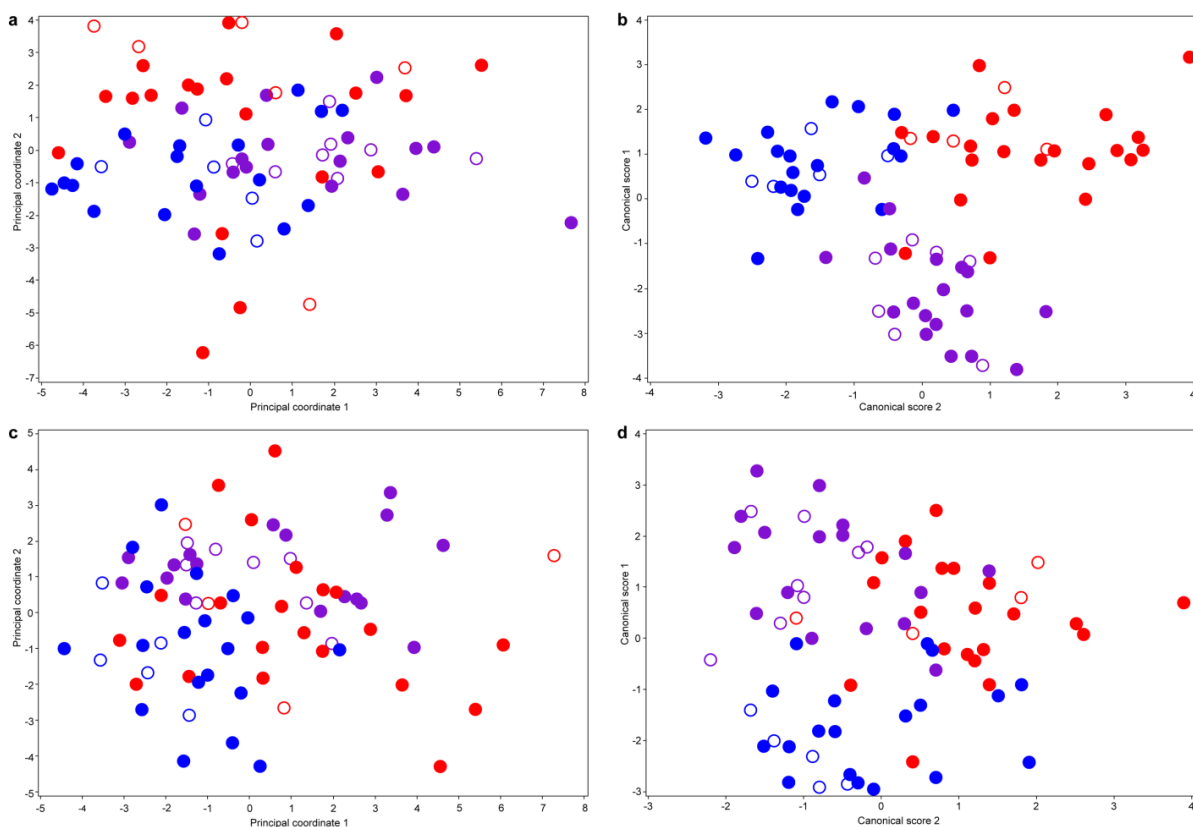 a
4
3
2
1
0
-1
-2
-3
-4
-5
-6
-7
Principal coordinate 2
-5 -4 -3 -2 -1 0 1 2 3 4 5 6 7 8
Principal coordinate 1
b
4
3
2
1
0
-1
-2
-3
-4
Canonical score 1
-4 -3 -2 -1 0 1 2 3 4
Canonical score 2
c
5
4
3
2
1
0
-1
-2
-3
-4
-5
Principal coordinate 2
-5 -4 -3 -2 -1 0 1 2 3 4 5 6 7 8
Principal coordinate 1
d
4
3
2
1
0
-1
-2
-3
Canonical score 1
-3 -2 -1 0 1 2 3 4
Canonical score 2